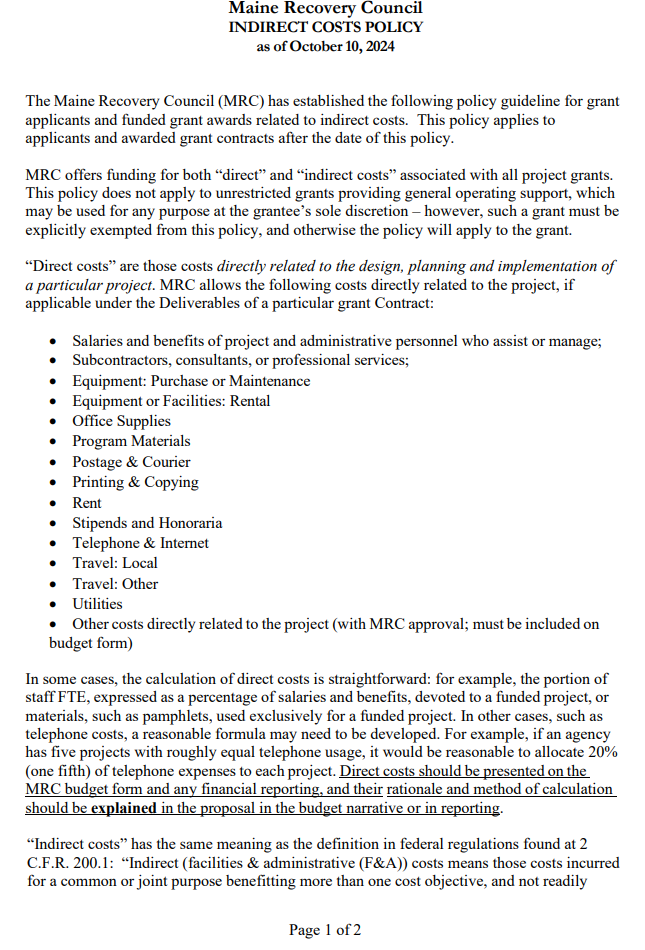 Maine Recovery Council
INDIRECT COSTS POLICY
as of October 10, 2024
The Maine Recovery Council (MRC) has established the following policy guideline for grant
applicants and funded grant awards related to indirect costs.  This policy applies to
applicants and awarded grant contracts after the date of this policy.
MRC offers funding for both “direct” and “indirect costs” associated with all project grants.
This policy does not apply to unrestricted grants providing general operating support, which
may be used for any purpose at the grantee’s sole discretion – however, such a grant must be
explicitly exempted from this policy, and otherwise the policy will apply to the grant.
“Direct costs” are those costs directly related to the design, planning and implementation of
a particular project. MRC allows the following costs directly related to the project, if
applicable under the Deliverables of a particular grant Contract:
• Salaries and benefits of project and administrative personnel who assist or manage;
• Subcontractors, consultants, or professional services;
• Equipment: Purchase or Maintenance
• Equipment or Facilities: Rental
• Office Supplies
• Program Materials
• Postage & Courier
• Printing & Copying
• Rent
• Stipends and Honoraria
• Telephone & Internet
• Travel: Local
• Travel: Other
• Utilities
• Other costs directly related to the project (with MRC approval; must be included on
budget form)
In some cases, the calculation of direct costs is straightforward: for example, the portion of
staff FTE, expressed as a percentage of salaries and benefits, devoted to a funded project, or
materials, such as pamphlets, used exclusively for a funded project. In other cases, such as
telephone costs, a reasonable formula may need to be developed. For example, if an agency
has five projects with roughly equal telephone usage, it would be reasonable to allocate 20%
(one fifth) of telephone expenses to each project. Direct costs should be presented on the
MRC budget form and any financial reporting, and their rationale and method of calculation
should be explained in the proposal in the budget narrative or in reporting.
“Indirect costs” has the same meaning as the definition in federal regulations found at 2
C.F.R. 200.1:  “Indirect (facilities & administrative (F&A)) costs means those costs incurred
for a common or joint purpose benefitting more than one cost objective, and not readily
Page 1 of 2